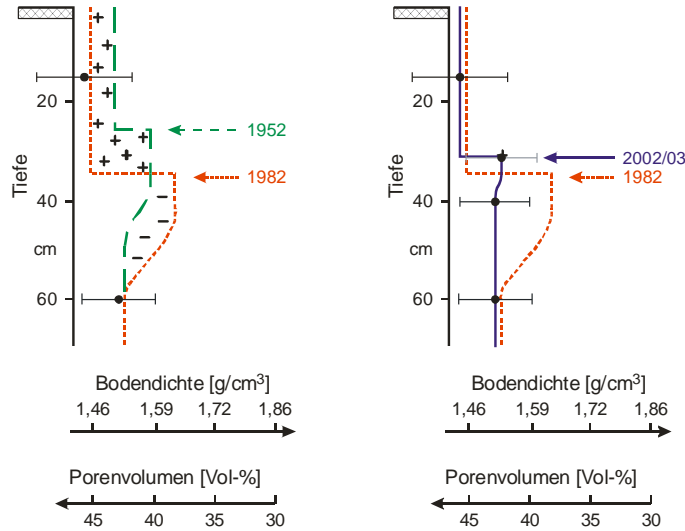 20
Tiefe
40
cm
60
1952
1982
Bodendichte [g/cm³]
1,46 1,59 1,72 1,86
Porenvolumen [Vol-%]
45 40 35 30
20
Tiefe
40
cm
60
2002/03
1982
Bodendichte [g/cm³]
1,46 1,59 1,72 1,86
Porenvolumen [Vol-%]
45 40 35 30